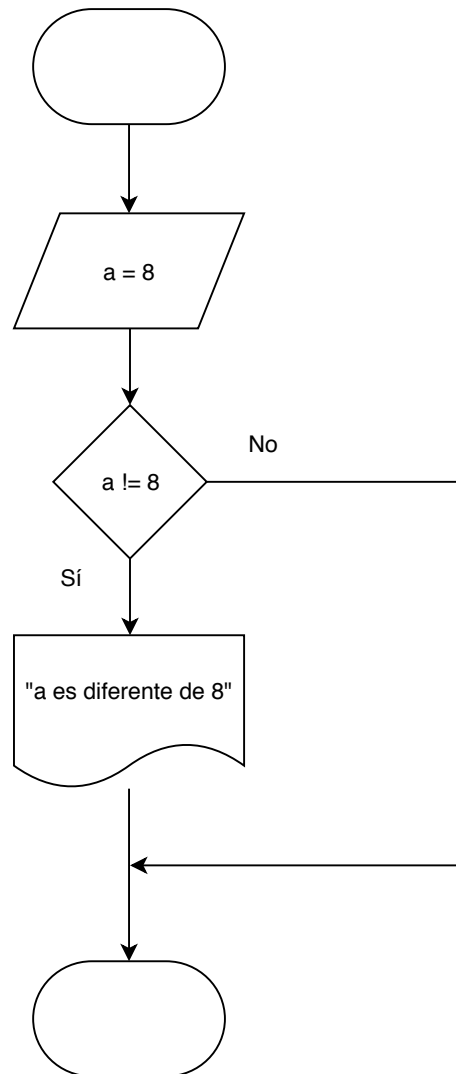 a = 8
a != 8
No
Sí
"a es diferente de 8"